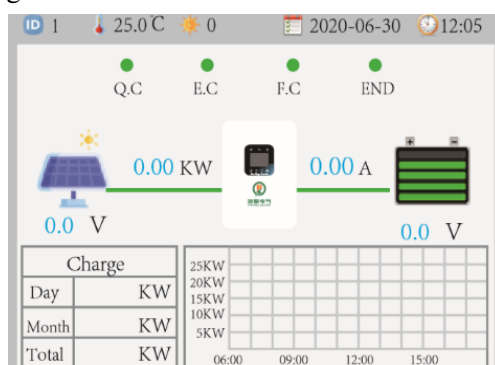 ID 1 25.0℃ 0 2020-06-30 12:05
Q.C E.C F.C END
0.00 KW 0.00 A
0.0 V 0.0 V
Charge
Day KW
Month KW
Total KW
25KW
20KW
15KW
10KW
5KW
06:00 09:00 12:00 15:00